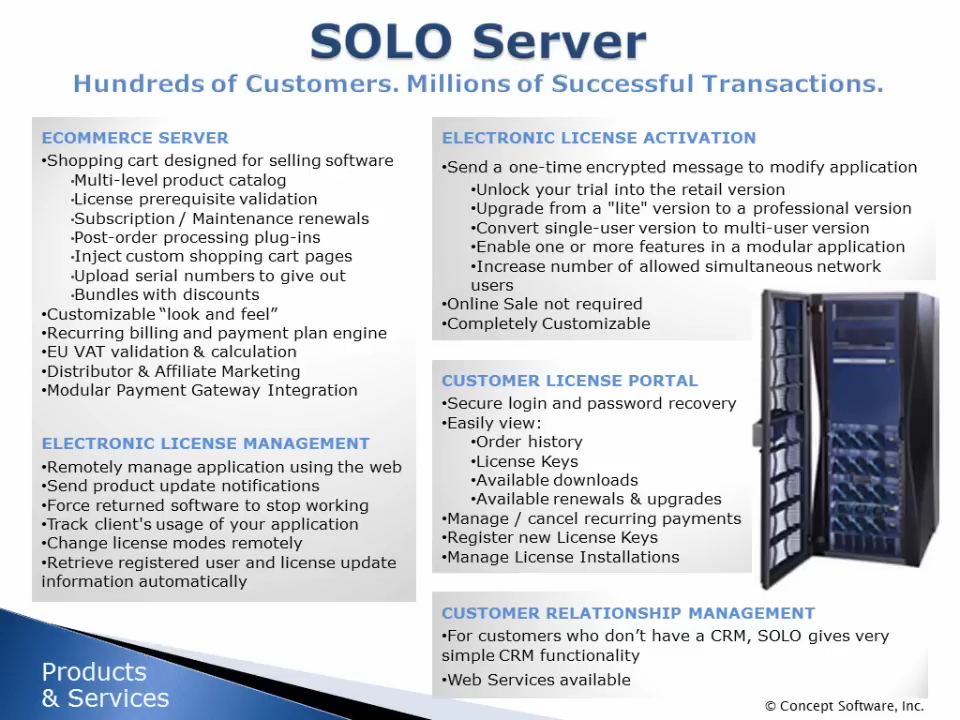 SOLO Server
Hundreds of Customers. Millions of Successful Transactions.
ECOMMERCE SERVER
•Shopping cart designed for selling software
•Multi-level product catalog
•License prerequisite validation
•Subscription / Maintenance renewals
•Post-order processing plug-ins
•Inject custom shopping cart pages
•Upload serial numbers to give out
•Bundles with discounts
•Customizable “look and feel”
•Recurring billing and payment plan engine
•EU VAT validation & calculation
•Distributor & Affiliate Marketing
•Modular Payment Gateway Integration
ELECTRONIC LICENSE MANAGEMENT
•Remotely manage application using the web
•Send product update notifications
•Force returned software to stop working
•Track client's usage of your application
•Change license modes remotely
•Retrieve registered user and license update
information automatically
ELECTRONIC LICENSE ACTIVATION
•Send a one-time encrypted message to modify application
•Unlock your trial into the retail version
•Upgrade from a "lite" version to a professional version
•Convert single-user version to multi-user version
•Enable one or more features in a modular application
•Increase number of allowed simultaneous network
users
•Online Sale not required
•Completely Customizable
CUSTOMER LICENSE PORTAL
•Secure login and password recovery
•Easily view:
•Order history
•License Keys
•Available downloads
•Available renewals & upgrades
•Manage / cancel recurring payments
•Register new License Keys
•Manage License Installations
CUSTOMER RELATIONSHIP MANAGEMENT
•For customers who don’t have a CRM, SOLO gives very
simple CRM functionality
•Web Services available
Products
& Services
© Concept Software, Inc.